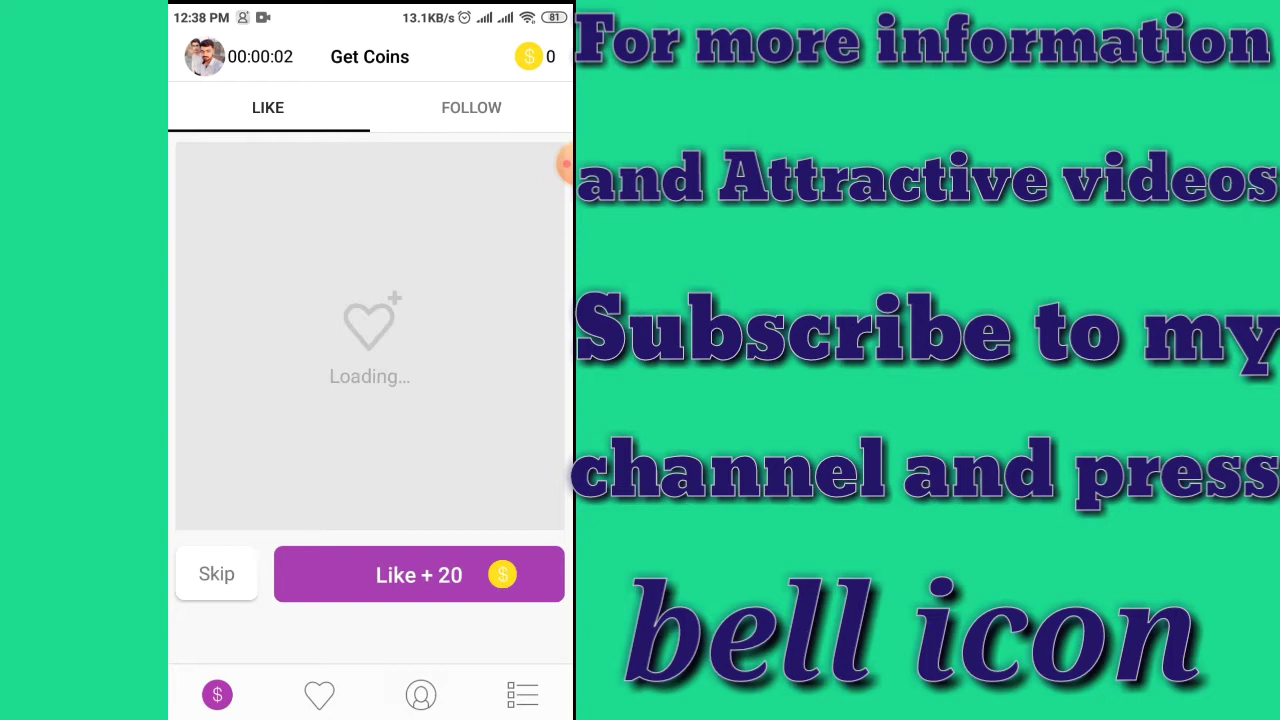 12:38 PM 13.1KB/s 81
00:00:02 Get Coins $ 0
LIKE FOLLOW
Loading...
Skip Like + 20 $
$
For more information
and Attractive videos
Subscribe to my
channel and press
bell icon